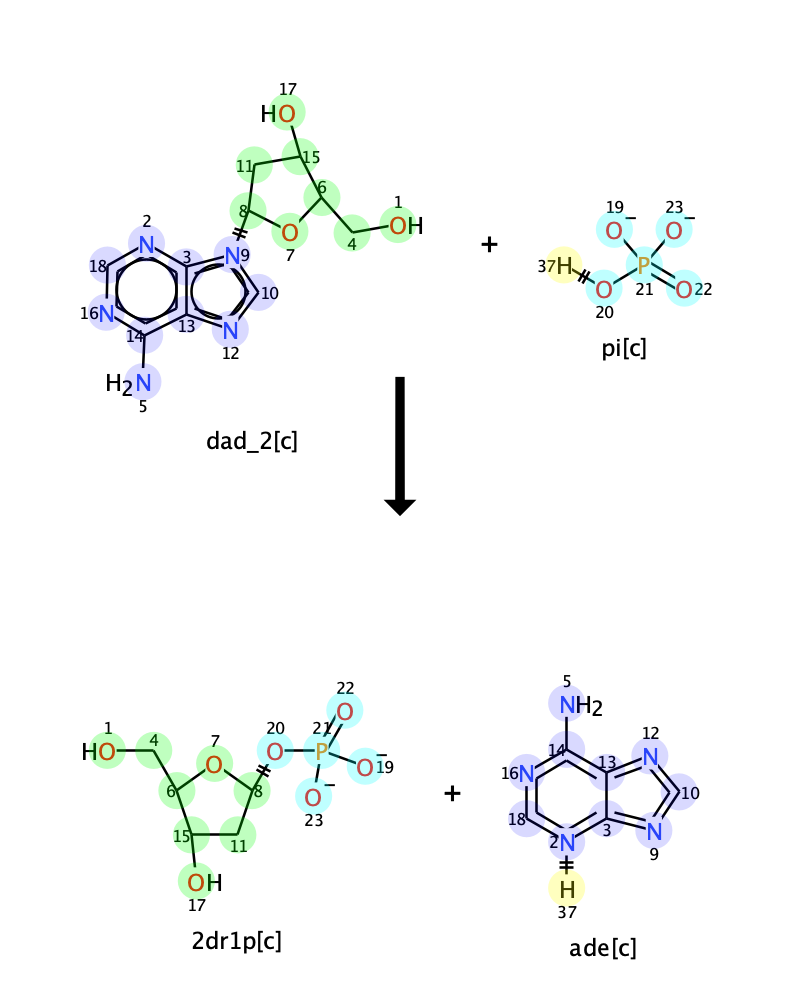 17
HO
15
11
6
1
8
OH
4
O
7
2
N
9
N
3
18
10
16
N
13
14
N
12
H2N
5
dad_2[c]
+
19
23
O−
O−
37
H
P
O
20
21
O
22
pi[c]
22
O
1
7
20
21
HO
4
O
O
P
O−
19
6
8
O−
23
15
11
OH
17
2dr1p[c]
+
5
NH2
14
12
N
13
16
N
10
18
3
2
N
N
9
H
37
ade[c]